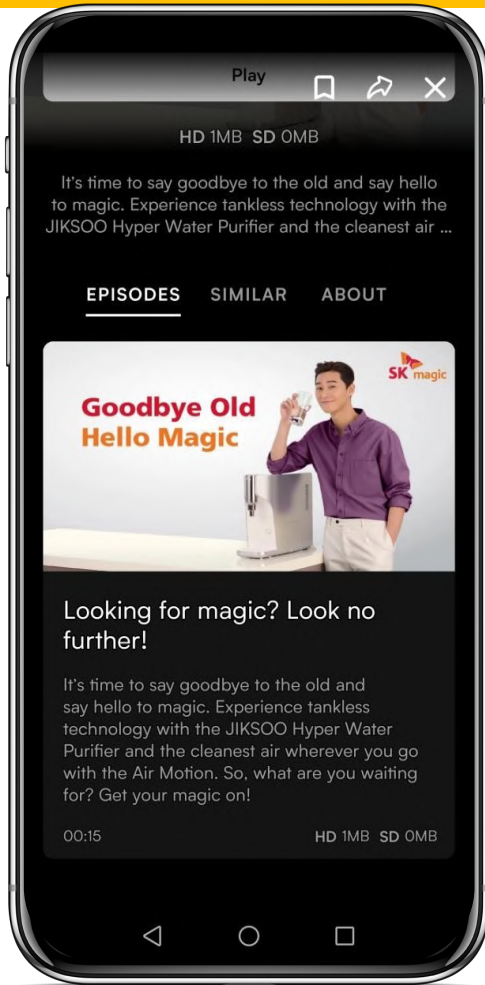 Play
HD 1MB SD 0MB
It's time to say goodbye to the old and say hello
to magic. Experience tankless technology with the
JIKSOO Hyper Water Purifier and the cleanest air ...
EPISODES SIMILAR ABOUT
SK magic
Goodbye Old
Hello Magic
Looking for magic? Look no
further!
It's time to say goodbye to the old and
say hello to magic. Experience tankless
technology with the JIKSOO Hyper Water
Purifier and the cleanest air wherever you go
with the Air Motion. So, what are you waiting
for? Get your magic on!
00:15 HD 1MB SD 0MB